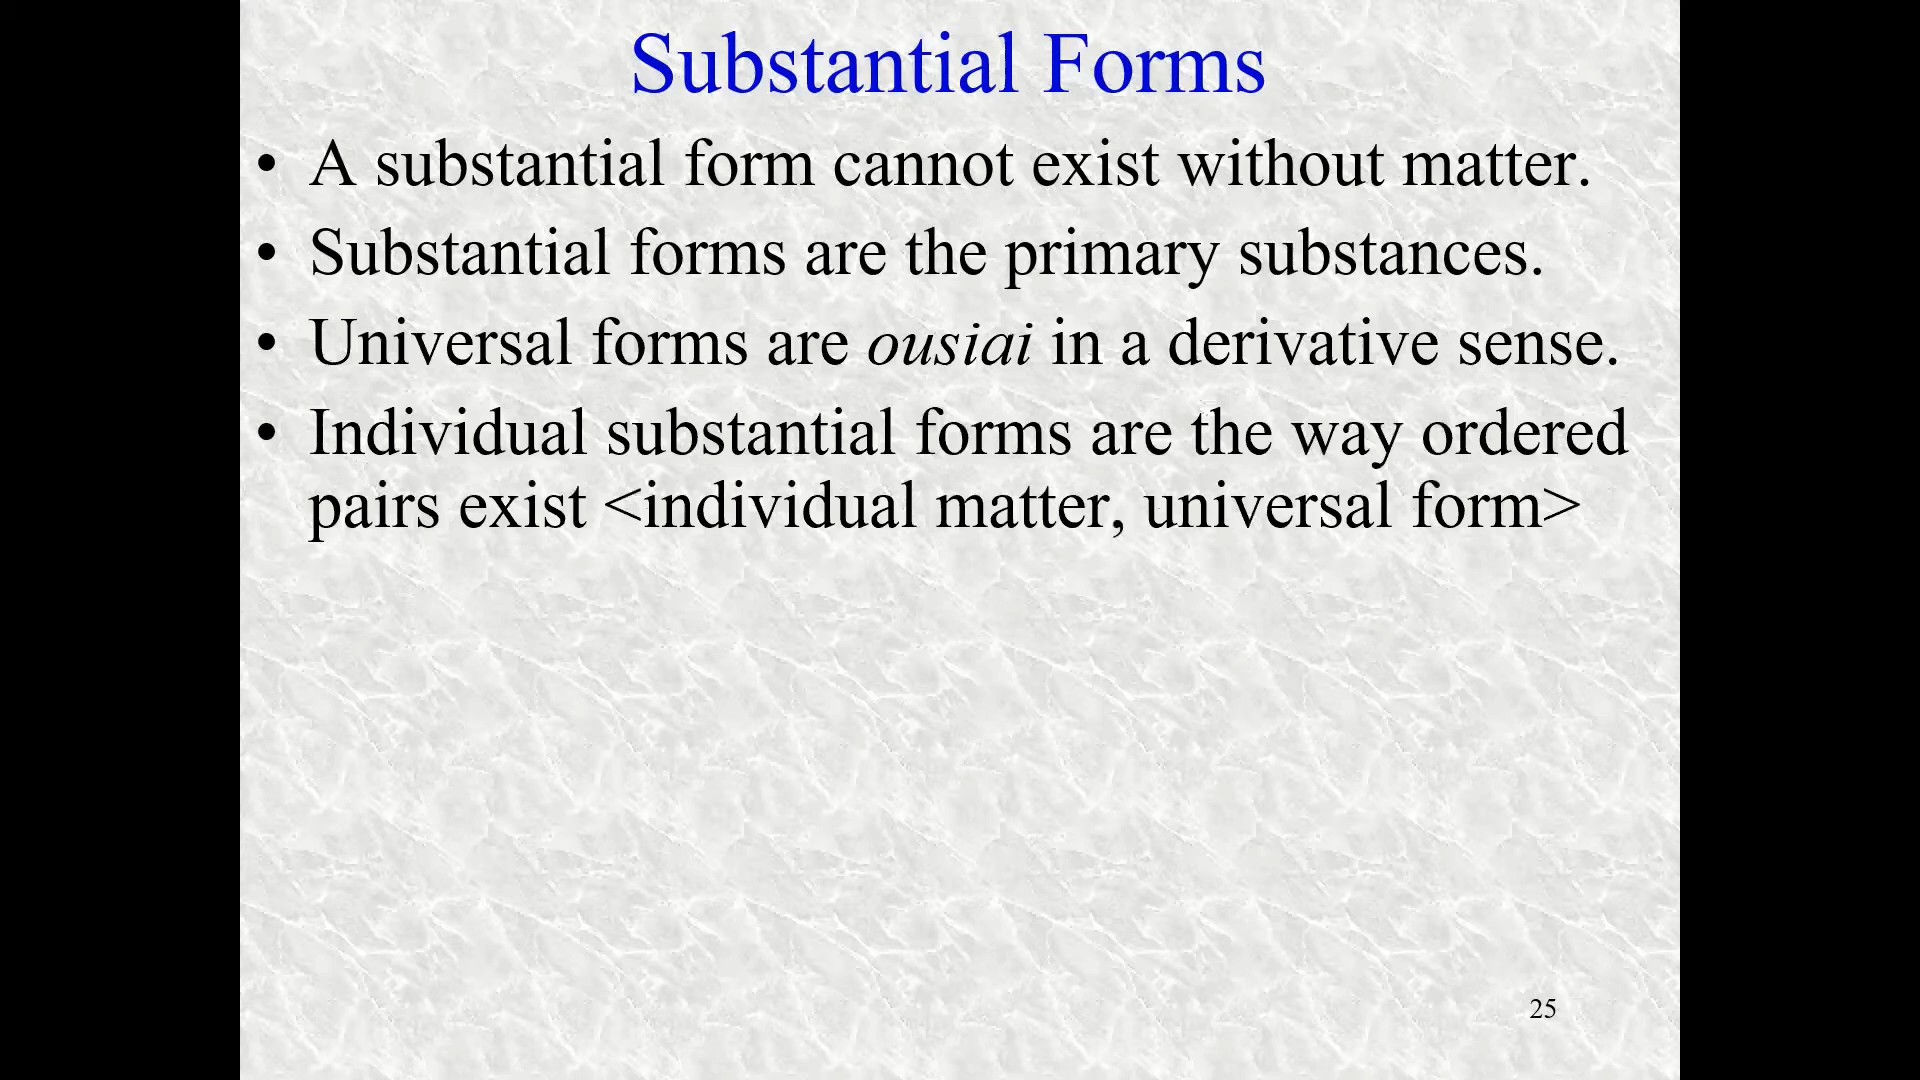 Substantial Forms
• A substantial form cannot exist without matter.
• Substantial forms are the primary substances.
• Universal forms are ousiai in a derivative sense.
• Individual substantial forms are the way ordered
pairs exist <individual matter, universal form>
25